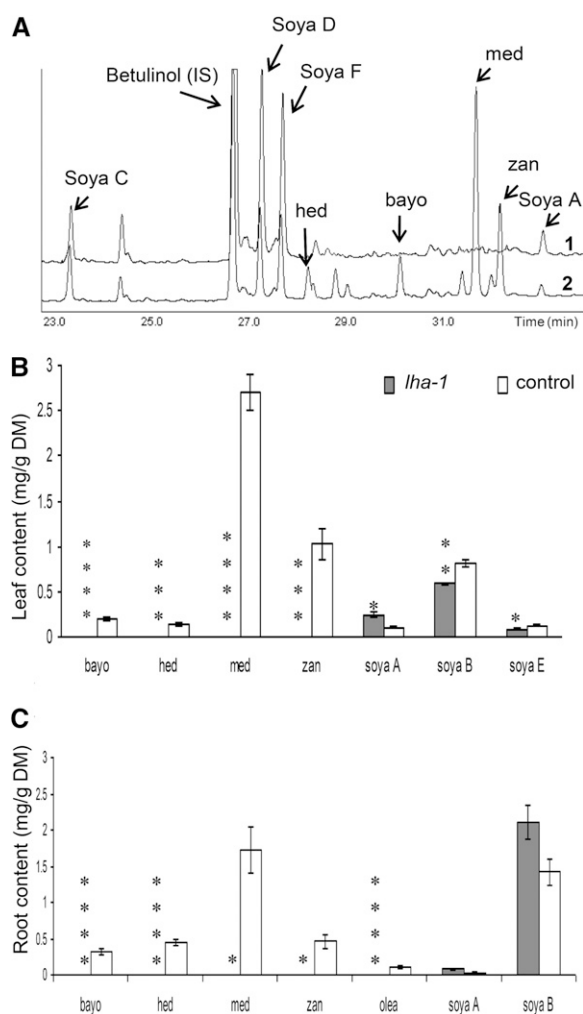 A
Soya D
Betulinol (IS)
Soya F
med
Soya C
hed
bayo
zan
Soya A
1
2
23.0 25.0 27.0 29.0 31.0 Time (min)
B
Leaf content (mg/g DM)
3
2.5
2
1.5
1
0.5
0
lha-1 control
* * * *
* * *
* * * *
* * *
*
* *
*
bayo hed med zan soya A soya B soya E
C
Root content (mg/g DM)
3
2.5
2
1.5
1
0.5
0
* * * *
* * * *
*
*
* * * *
bayo hed med zan olea soya A soya B